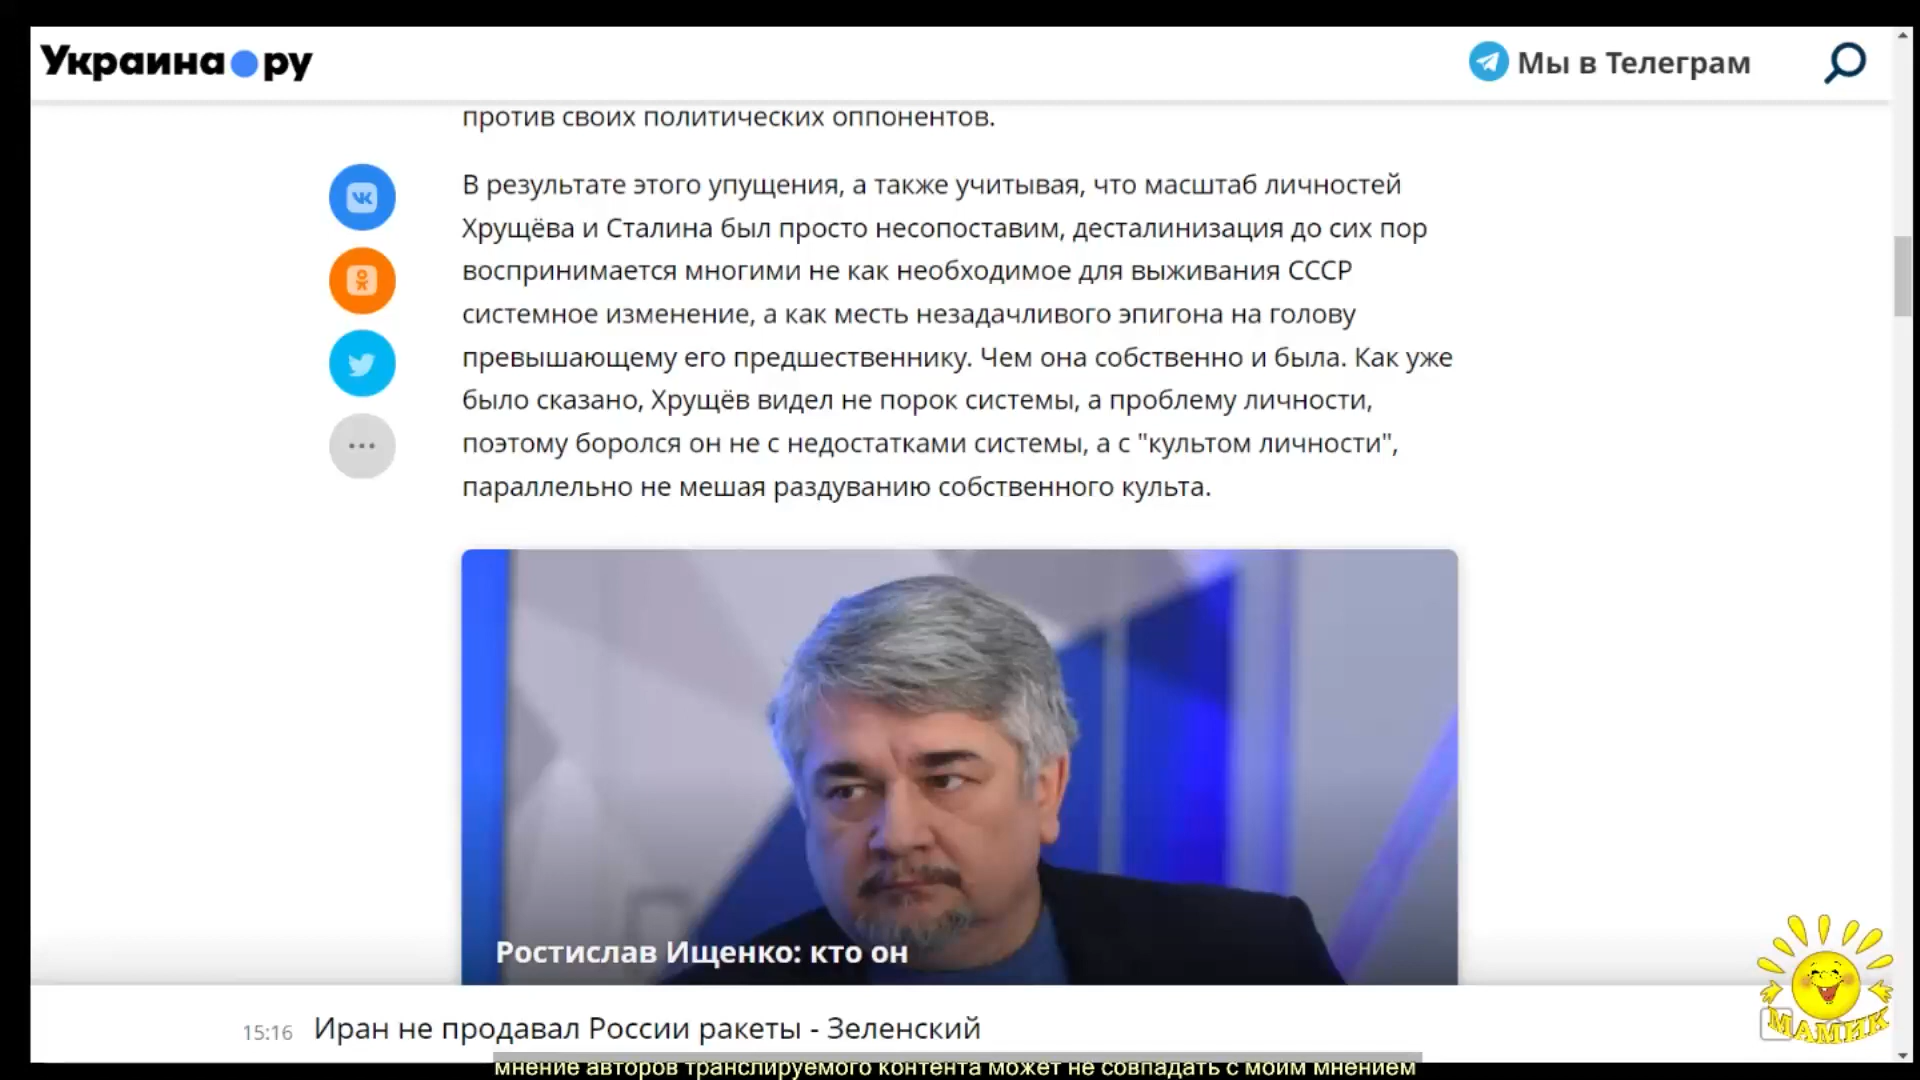 Украина ру
Мы в Телеграм
против своих политических оппонентов.
В результате этого упущения, а также учитывая, что масштаб личностей
Хрущёва и Сталина был просто несопоставим, десталинизация до сих пор
воспринимается многими не как необходимое для выживания СССР
системное изменение, а как месть незадачливого эпигона на голову
превышающему его предшественнику. Чем она собственно и была. Как уже
было сказано, Хрущёв видел не порок системы, а проблему личности,
поэтому боролся он не с недостатками системы, а с "культом личности",
параллельно не мешая раздуванию собственного культа.
Ростислав Ищенко: кто он
МАМИК
15:16 Иран не продавал России ракеты - Зеленский
мнение авторов транслируемого контента может не совпадать с моим мнением